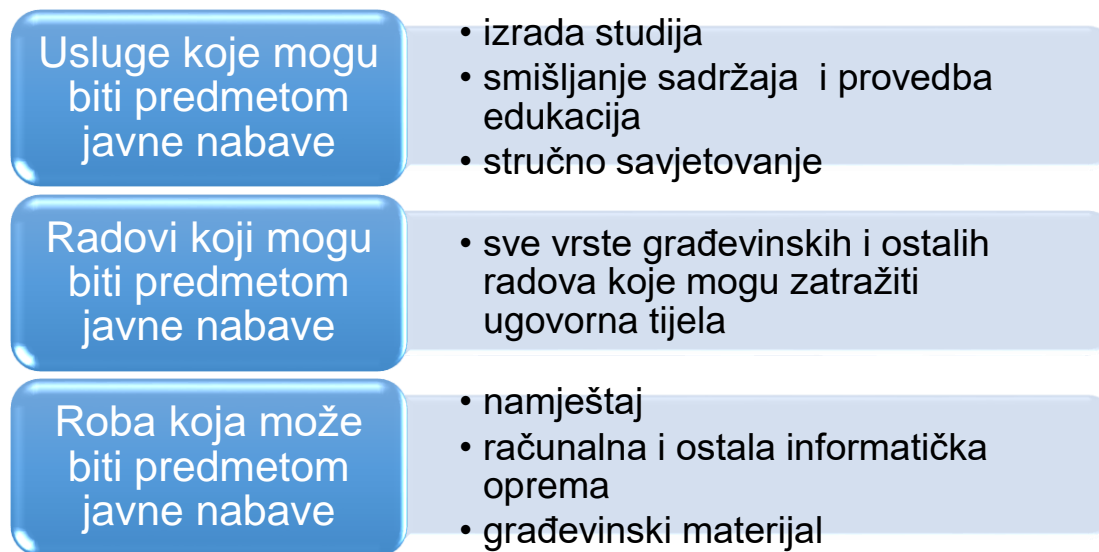 Usluge koje mogu
biti predmetom
javne nabave
• izrada studija
• smišljanje sadržaja  i provedba
edukacija
• stručno savjetovanje
Radovi koji mogu
biti predmetom
javne nabave
• sve vrste građevinskih i ostalih
radova koje mogu zatražiti
ugovorna tijela
Roba koja može
biti predmetom
javne nabave
• namještaj
• računalna i ostala informatička
oprema
• građevinski materijal